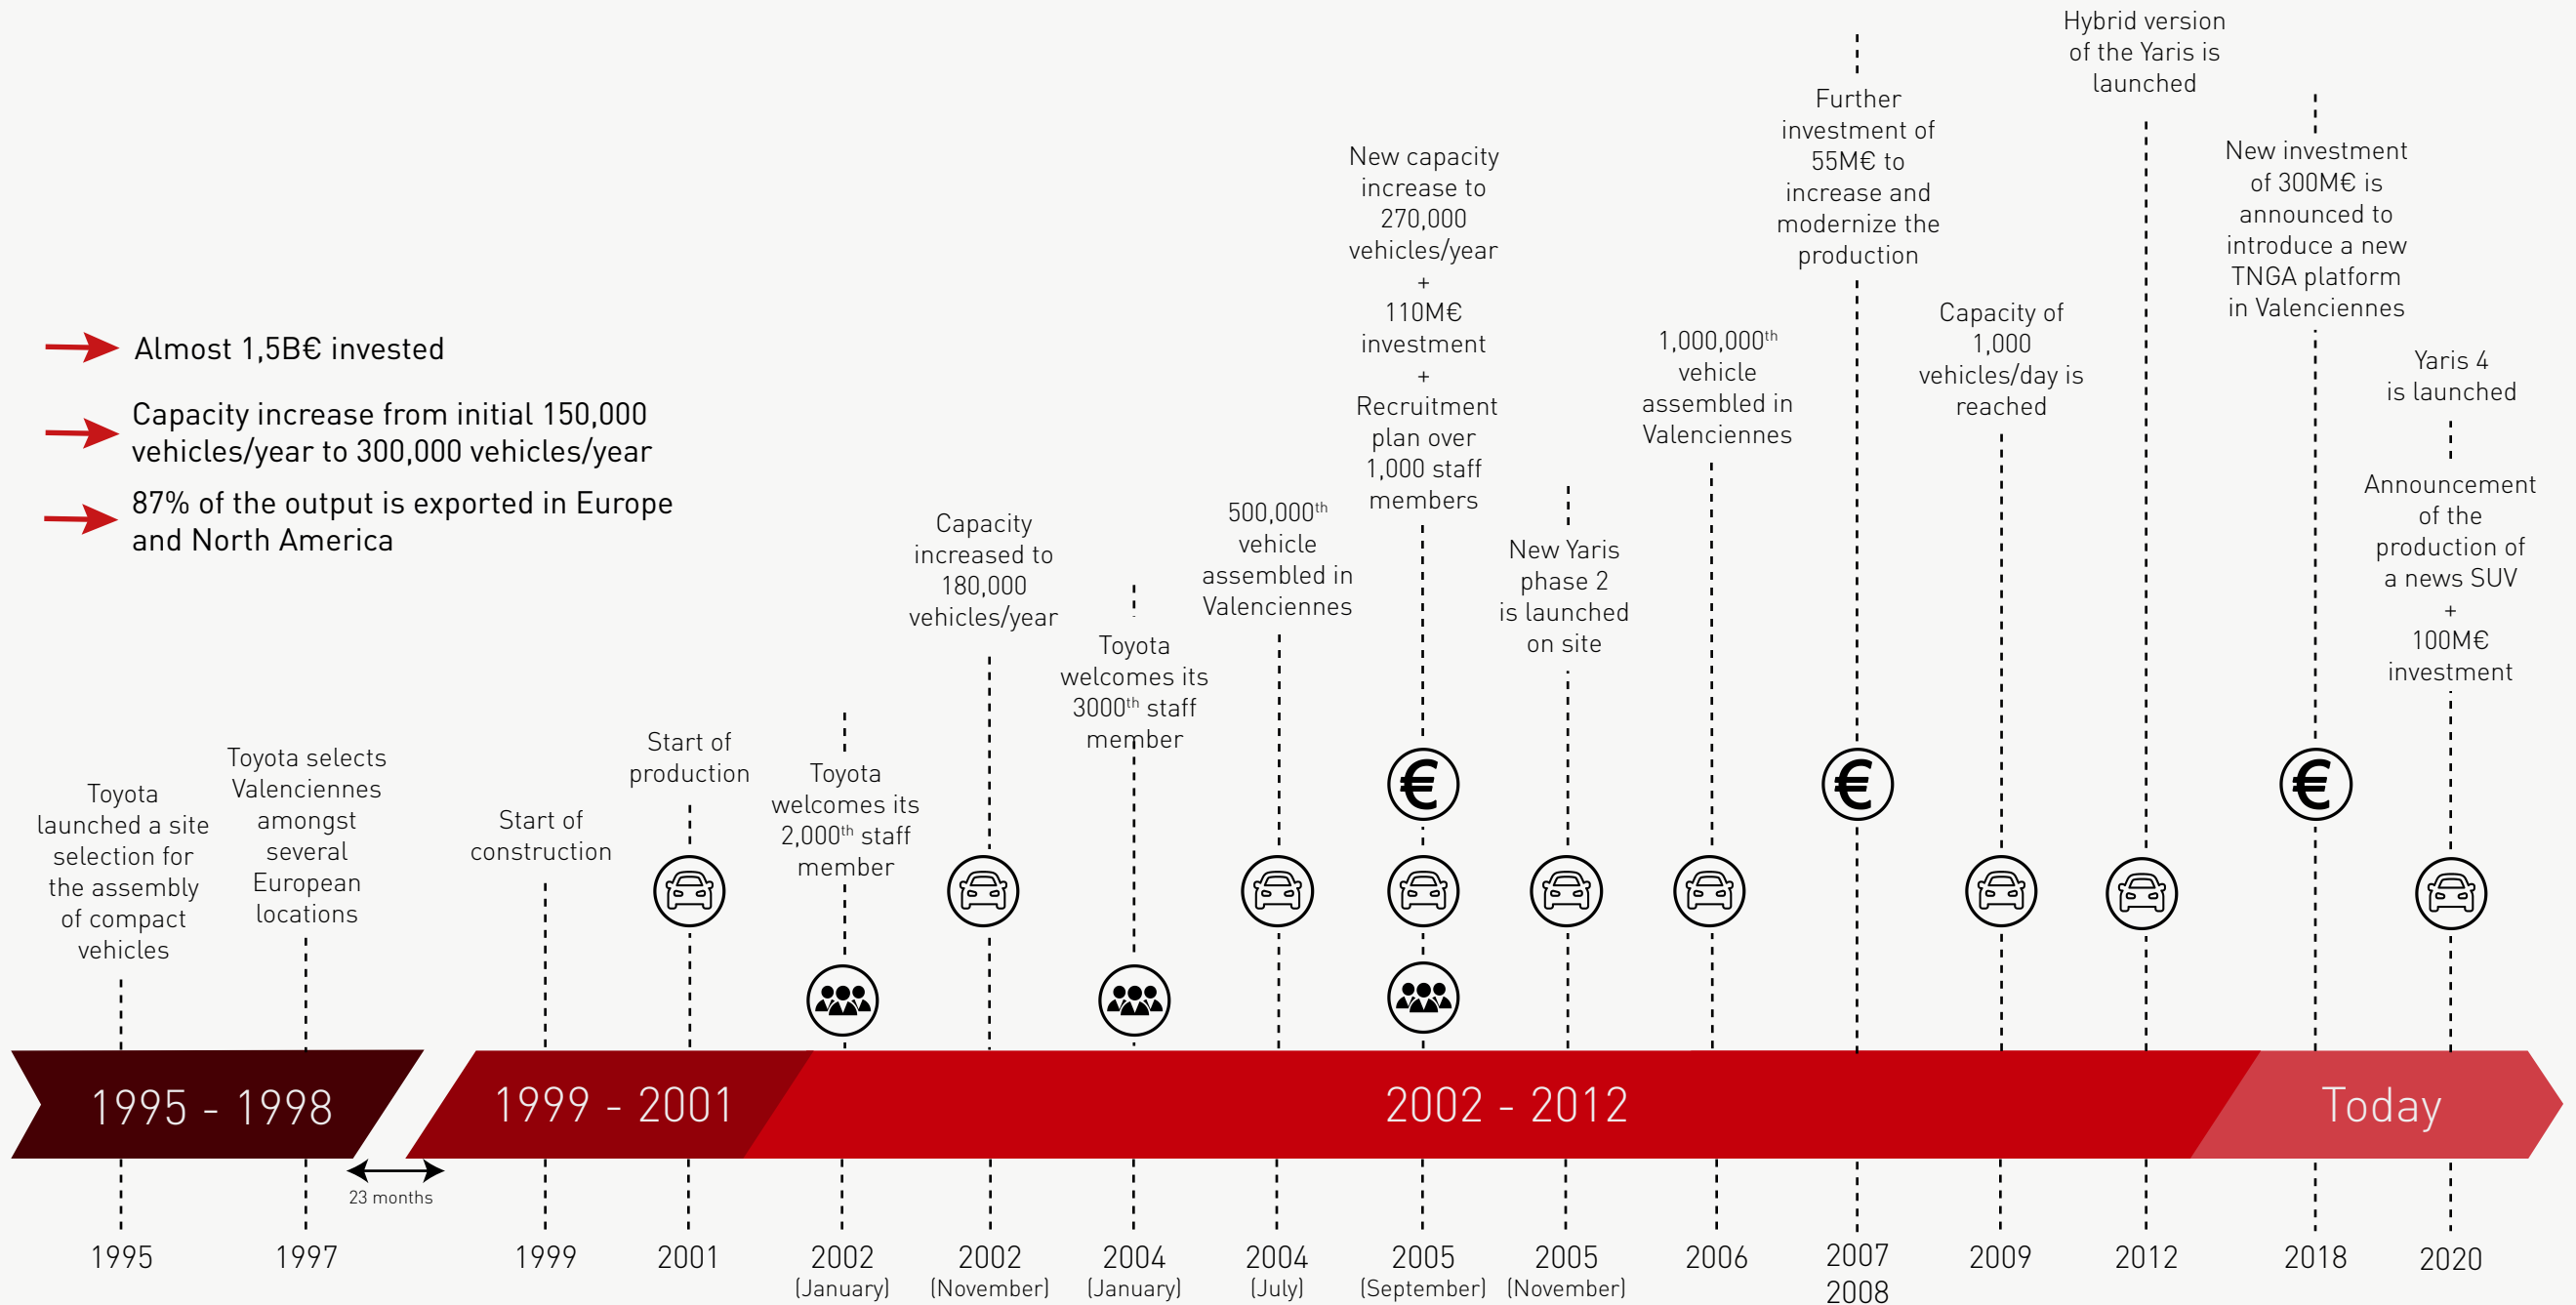 Almost 1,5B€ invested
Capacity increase from initial 150,000
vehicles/year to 300,000 vehicles/year
87% of the output is exported in Europe
and North America
Toyota
launched a site
selection for
the assembly
of compact
vehicles
Toyota selects
Valenciennes
amongst
several
European
locations
Start of
construction
Start of
production
Toyota
welcomes its
2,000th staff
member
Capacity
increased to
180,000
vehicles/year
Toyota
welcomes its
3000th staff
member
500,000th
vehicle
assembled in
Valenciennes
New capacity
increase to
270,000
vehicles/year
+
110M€
investment
+
Recruitment
plan over
1,000 staff
members
New Yaris
phase 2
is launched
on site
1,000,000th
vehicle
assembled in
Valenciennes
Further
investment of
55M€ to
increase and
modernize the
production
Capacity of
1,000
vehicles/day is
reached
Hybrid version
of the Yaris is
launched
New investment
of 300M€ is
announced to
introduce a new
TNGA platform
in Valenciennes
Yaris 4
is launched
Announcement
of the
production of
a news SUV
+
100M€
investment
€
€
€
1995 - 1998
1999 - 2001
2002 - 2012
Today
23 months
1995
1997
1999
2001
2002
(January)
2002
(November)
2004
(January)
2004
(July)
2005
(September)
2005
(November)
2006
2007
2008
2009
2012
2018
2020